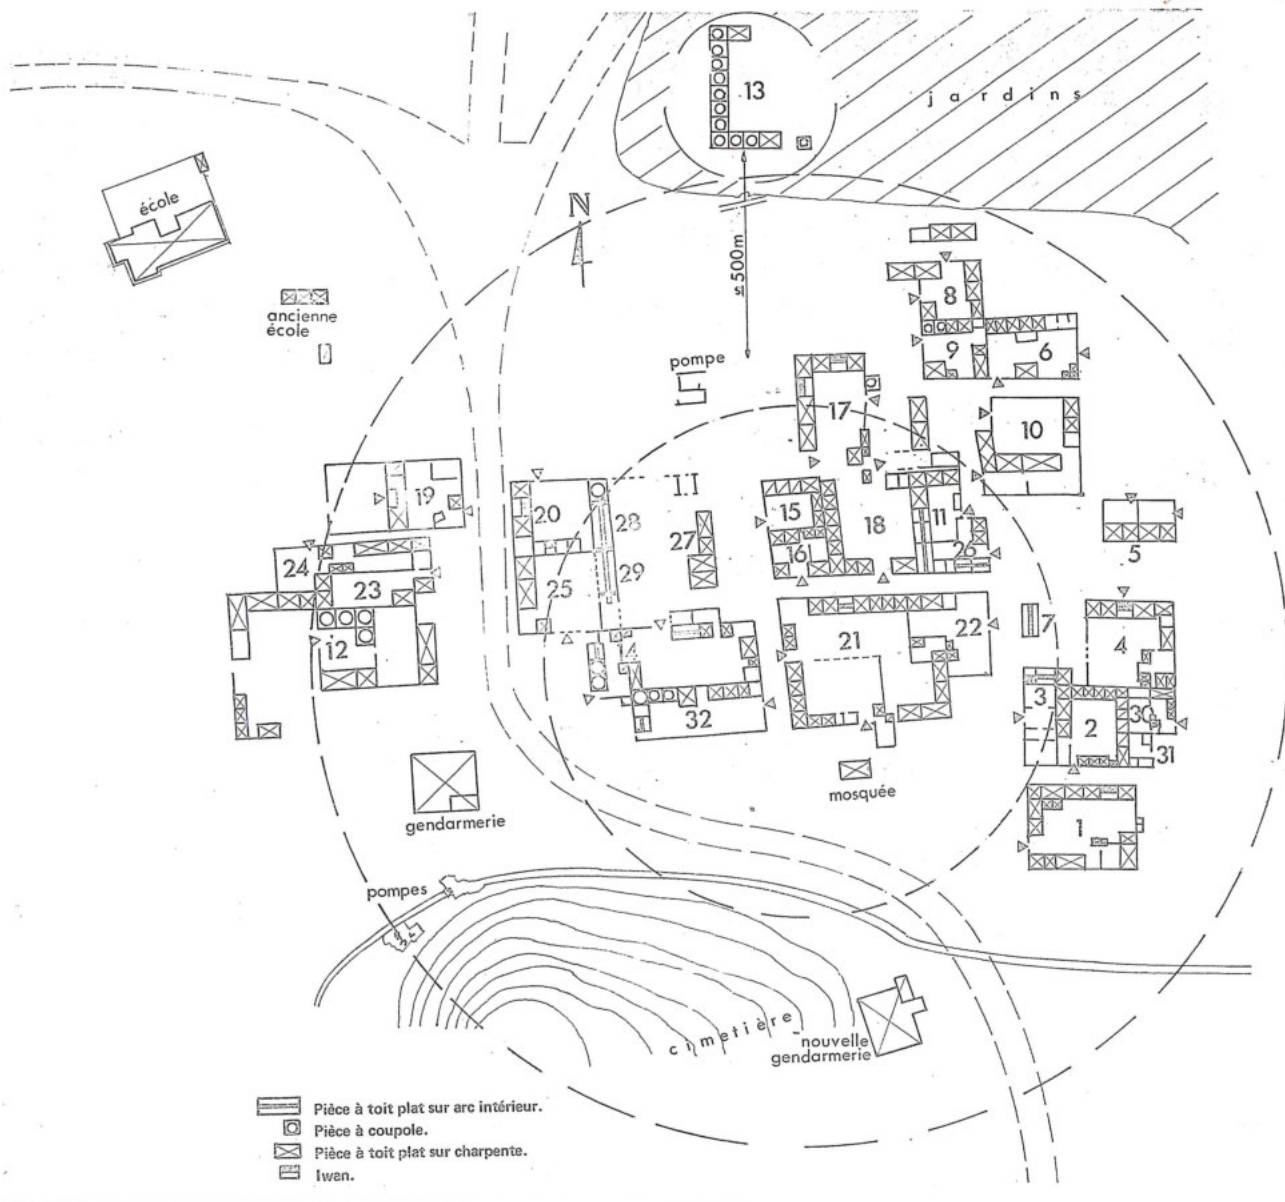 13
jardins
école
N
≤500m
ancienne
école
8
pompe
9
6
17
10
19
II
20
28
15
18
11
27
16
26
5
24
23
29
25
12
21
22
7
4
14
3
30
32
2
31
mosquée
gendarmerie
1
pompes
cimetière
nouvelle
gendarmerie
Pièce à toit plat sur arc intérieur.
Pièce à coupole.
Pièce à toit plat sur charpente.
Iwan.